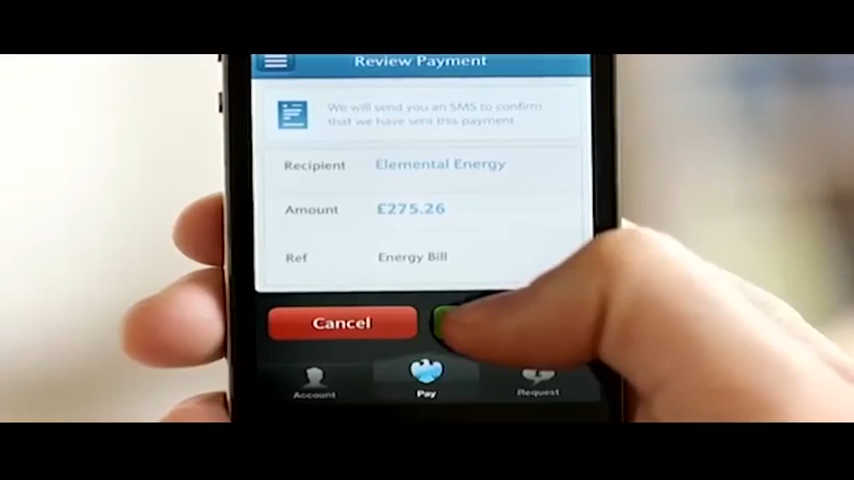 Review Payment
We will send you an SMS to confirm
that we have sent this payment
Recipient Elemental Energy
Amount £275.26
Ref Energy Bill
Cancel
Account Pay Request